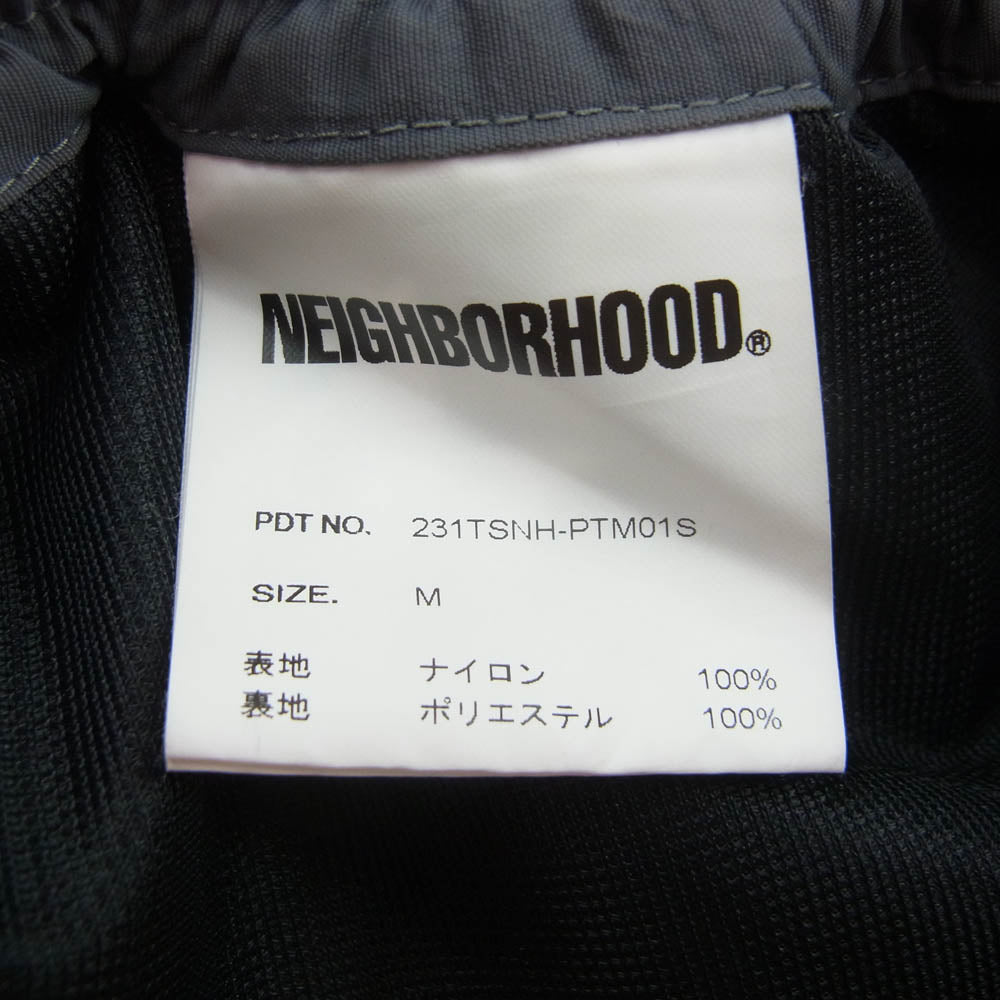 NEIGHBORHOOD®
PDT NO. 231TSNH-PTM01S
SIZE. M
表地 ナイロン 100%
裏地 ポリエステル 100%